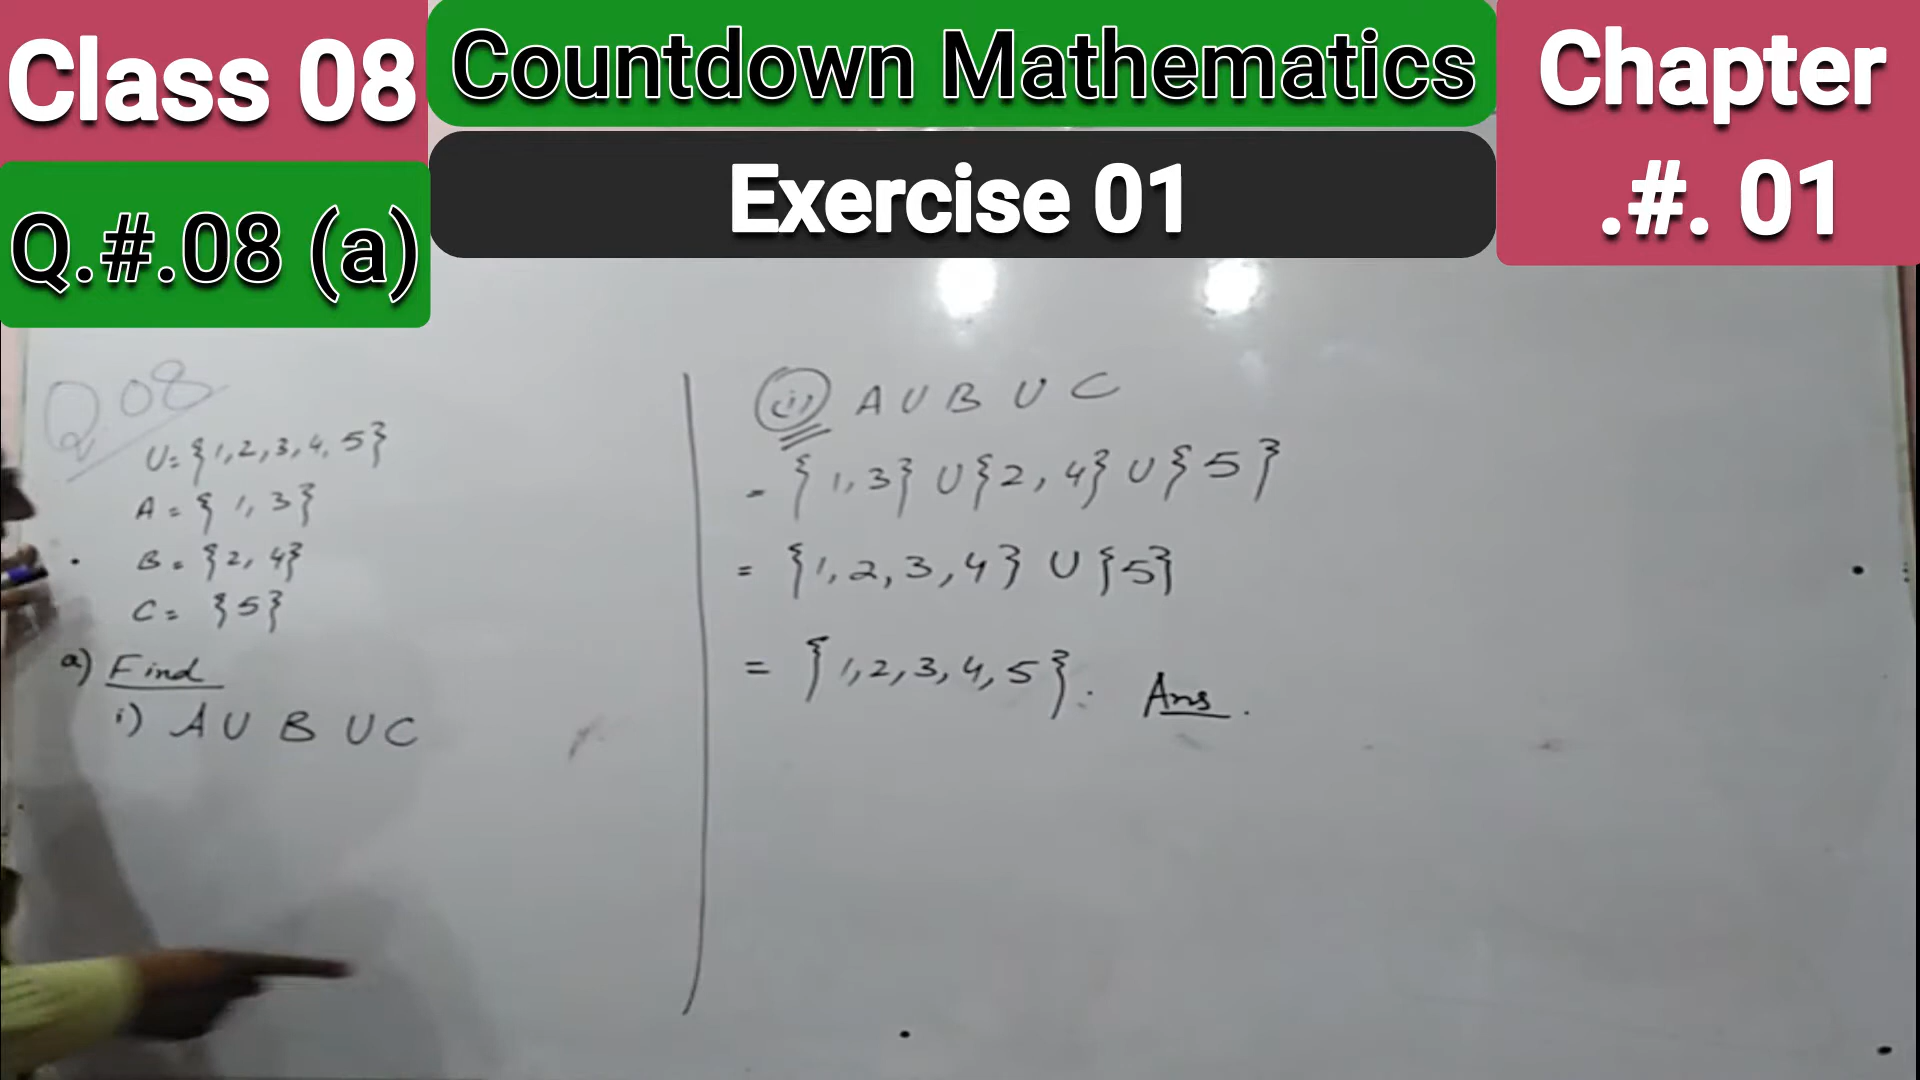 Class 08
Countdown Mathematics
Chapter
.#. 01
Exercise 01
Q.#.08 (a)
Q 08
U = {1,2,3,4,5}
A = { 1, 3}
B = {2, 4}
C = {5}
a) Find
i) A U B U C
(i) A U B U C
= {1,3} U {2,4} U {5}
= {1,2,3,4} U {5}
= {1,2,3,4,5}. Ans.